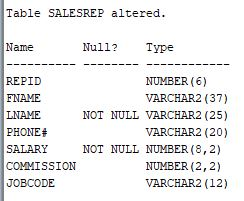 Table SALESREP altered.
Name Null? Type
---------- -------- ------------
REPID NUMBER(6)
FNAME VARCHAR2(37)
LNAME NOT NULL VARCHAR2(25)
PHONE# VARCHAR2(20)
SALARY NOT NULL NUMBER(8,2)
COMMISSION NUMBER(2,2)
JOBCODE VARCHAR2(12)